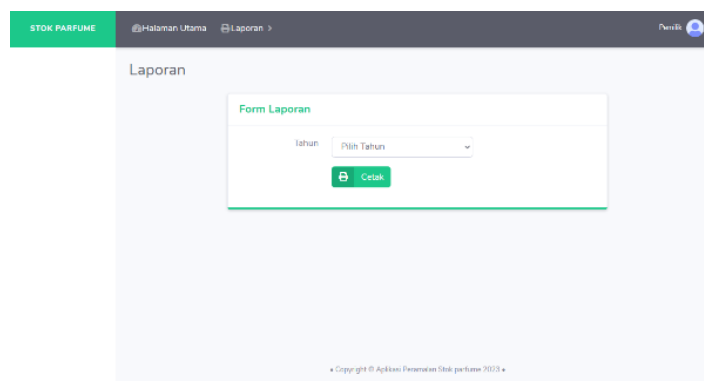 STOK PARFUME
Halaman Utama
Laporan >
Pemilik
Laporan
Form Laporan
Tahun
Pilih Tahun
Cetak
• Copyright © Aplikasi Peramalan Stok parfume 2023 •